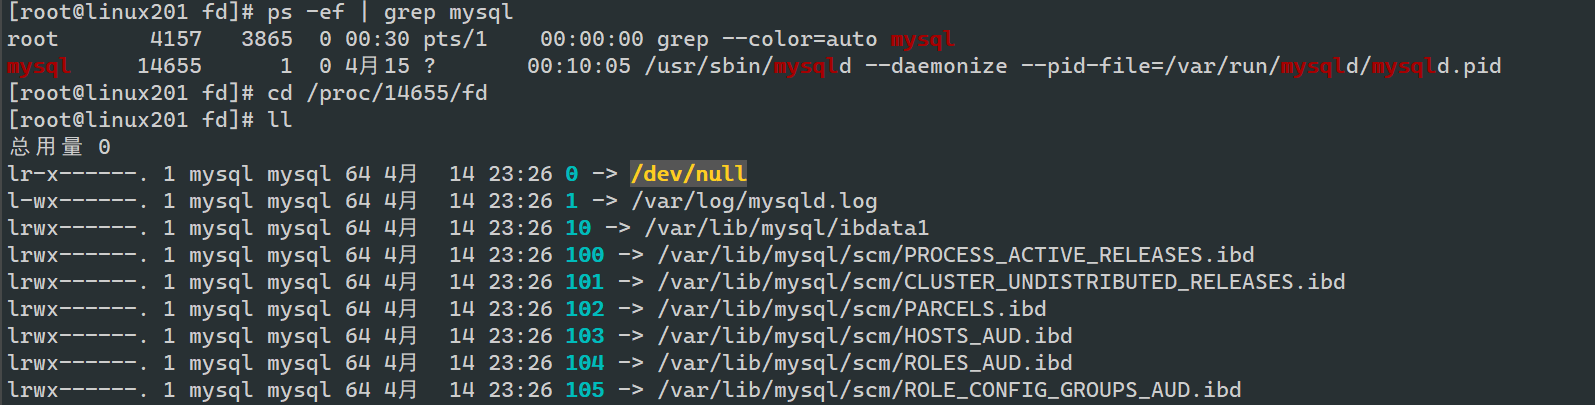 [root@linux201 fd]# ps -ef | grep mysql
root       4157   3865  0 00:30 pts/1    00:00:00 grep --color=auto mysql
mysql     14655      1  0 4月15 ?       00:10:05 /usr/sbin/mysqld --daemonize --pid-file=/var/run/mysqld/mysqld.pid
[root@linux201 fd]# cd /proc/14655/fd
[root@linux201 fd]# ll
总用量 0
lr-x------. 1 mysql mysql 64 4月  14 23:26 0 -> /dev/null
l-wx------. 1 mysql mysql 64 4月  14 23:26 1 -> /var/log/mysqld.log
lrwx------. 1 mysql mysql 64 4月  14 23:26 10 -> /var/lib/mysql/ibdata1
lrwx------. 1 mysql mysql 64 4月  14 23:26 100 -> /var/lib/mysql/scm/PROCESS_ACTIVE_RELEASES.ibd
lrwx------. 1 mysql mysql 64 4月  14 23:26 101 -> /var/lib/mysql/scm/CLUSTER_UNDISTRIBUTED_RELEASES.ibd
lrwx------. 1 mysql mysql 64 4月  14 23:26 102 -> /var/lib/mysql/scm/PARCELS.ibd
lrwx------. 1 mysql mysql 64 4月  14 23:26 103 -> /var/lib/mysql/scm/HOSTS_AUD.ibd
lrwx------. 1 mysql mysql 64 4月  14 23:26 104 -> /var/lib/mysql/scm/ROLES_AUD.ibd
lrwx------. 1 mysql mysql 64 4月  14 23:26 105 -> /var/lib/mysql/scm/ROLE_CONFIG_GROUPS_AUD.ibd